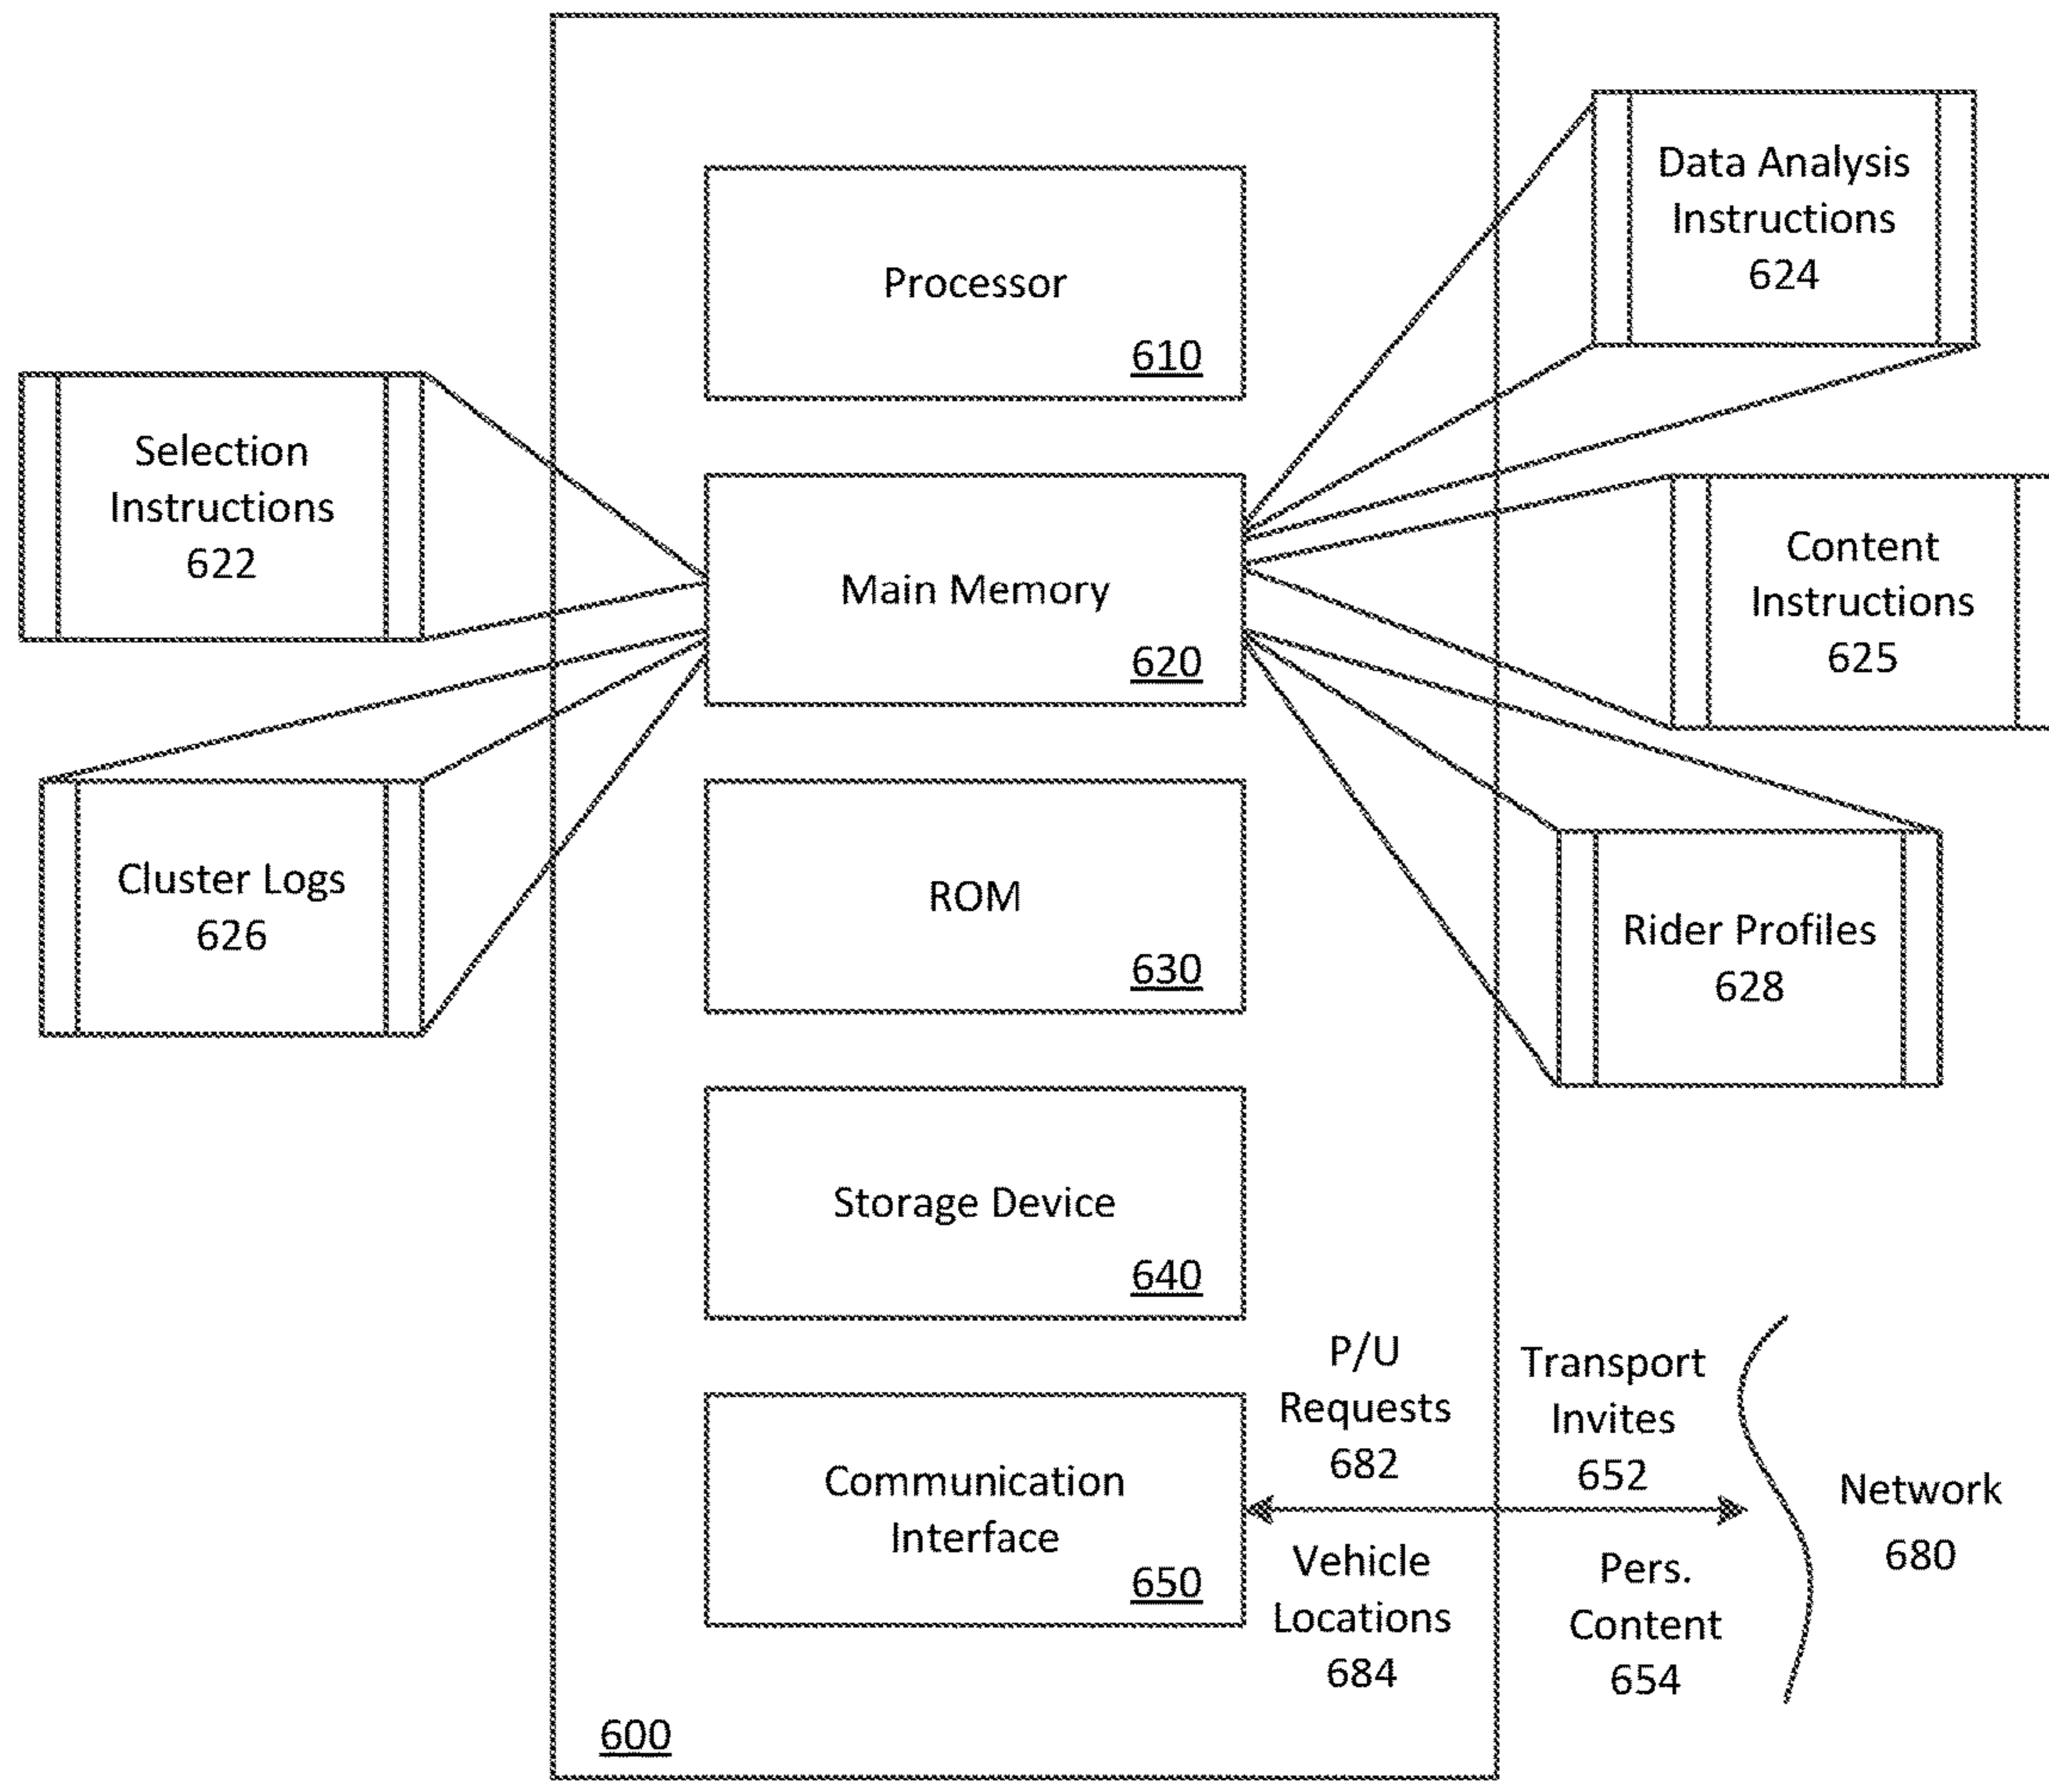 Data Analysis
Instructions
624
Processor
610
Selection
Instructions
622
Main Memory
620
Content
Instructions
625
Cluster Logs
626
ROM
630
Rider Profiles
628
Storage Device
640
P/U
Requests
682
Transport
Invites
652
Communication
Interface
650
Network
680
Vehicle
Locations
684
Pers.
Content
654
600